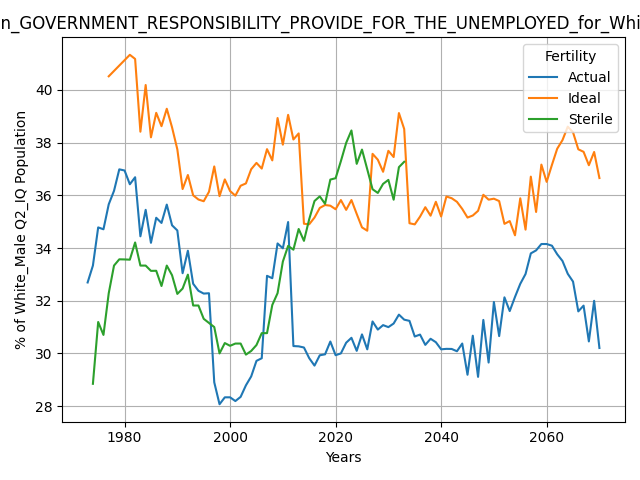 n_GOVERNMENT_RESPONSIBILITY_PROVIDE_FOR_THE_UNEMPLOYED_for_Whi
Fertility
Actual
Ideal
Sterile
% of White_Male Q2_IQ Population
40
38
36
34
32
30
28
1980
2000
2020
2040
2060
Years